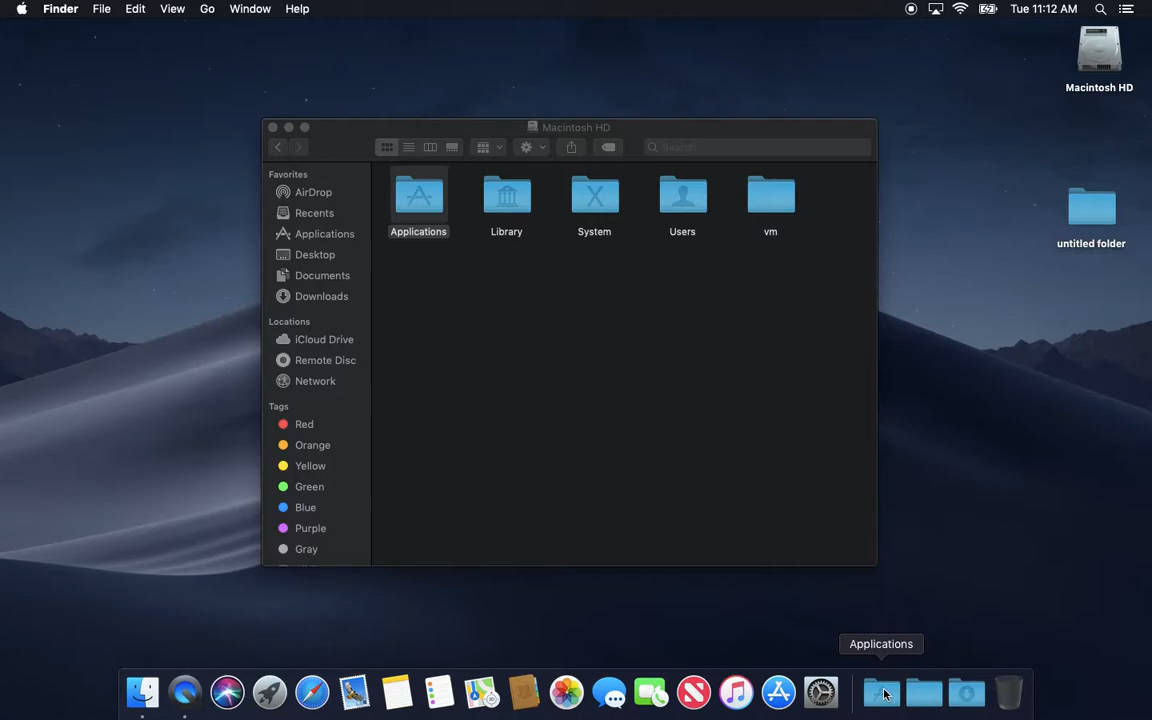 Finder File Edit View Go Window Help Tue 11:12 AM
Macintosh HD
Macintosh HD
Search
Favorites
AirDrop
Recents
Applications
Desktop
Documents
Downloads
Locations
iCloud Drive
Remote Disc
Network
Tags
Red
Orange
Yellow
Green
Blue
Purple
Gray
Applications Library System Users vm
untitled folder
Applications